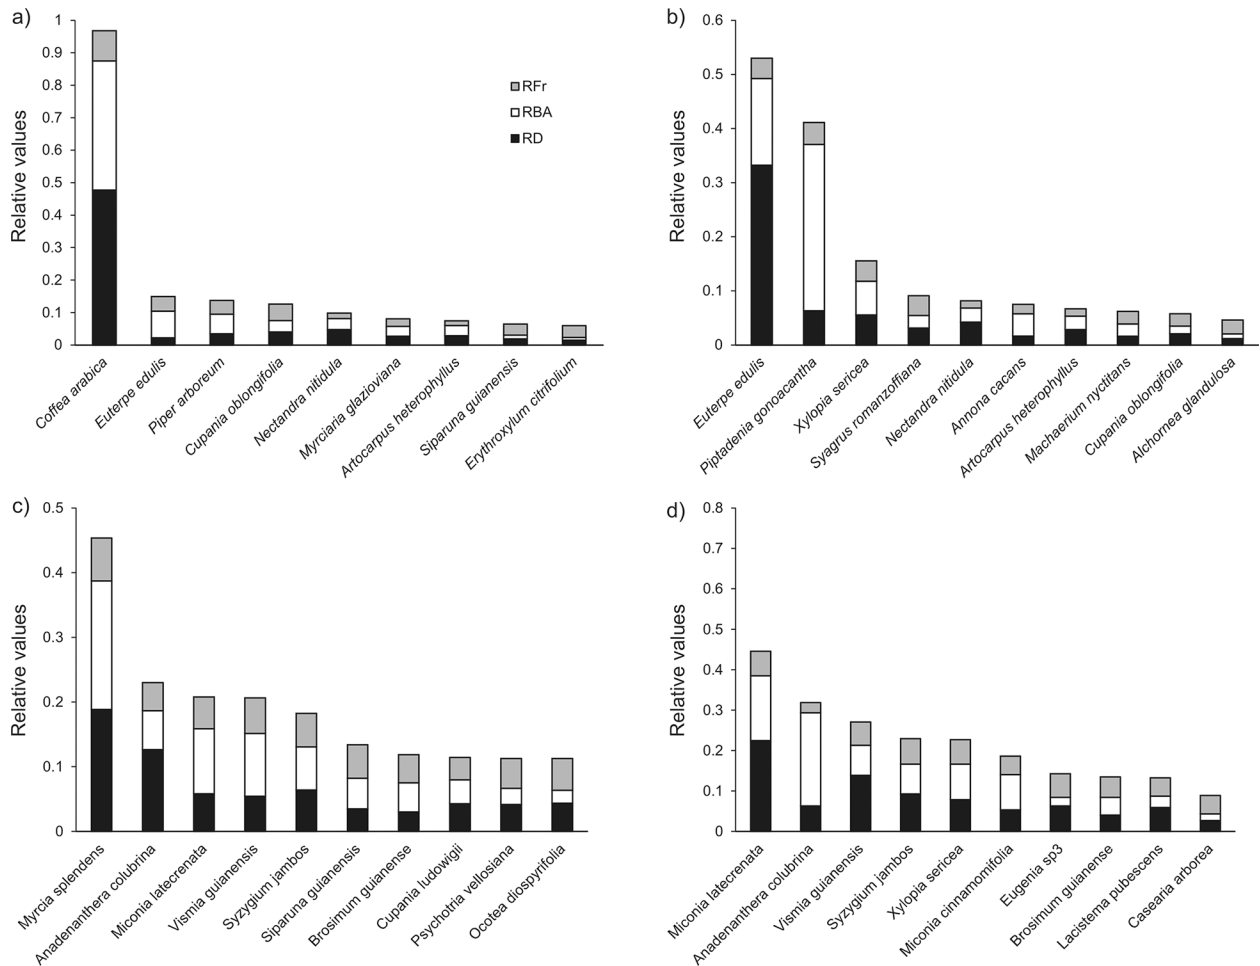 a)
Relative values
1
0.9
0.8
0.7
0.6
0.5
0.4
0.3
0.2
0.1
0
RFr
RBA
RD
Coffea arabica
Euterpe edulis
Piper arboreum
Cupania oblongifolia
Nectandra nitidula
Myrciaria glazioviana
Artocarpus heterophyllus
Siparuna guianensis
Erythroxylum citrifolium
b)
Relative values
0.6
0.5
0.4
0.3
0.2
0.1
0
Euterpe edulis
Piptadenia gonoacantha
Xylopia sericea
Syagrus romanzoffiana
Nectandra nitidula
Annona cacans
Artocarpus heterophyllus
Machaerium nyctitans
Cupania oblongifolia
Alchornea glandulosa
c)
Relative values
0.5
0.4
0.3
0.2
0.1
0
Myrcia splendens
Anadenanthera colubrina
Miconia latecrenata
Vismia guianensis
Syzygium jambos
Siparuna guianensis
Brosimum guianense
Cupania ludowigii
Psychotria vellosiana
Ocotea diospyrifolia
d)
Relative values
0.8
0.7
0.6
0.5
0.4
0.3
0.2
0.1
0
Miconia latecrenata
Anadenanthera colubrina
Vismia guianensis
Syzygium jambos
Xylopia sericea
Miconia cinnamomifolia
Eugenia sp3
Brosimum guianense
Lacistema pubescens
Casearia arborea